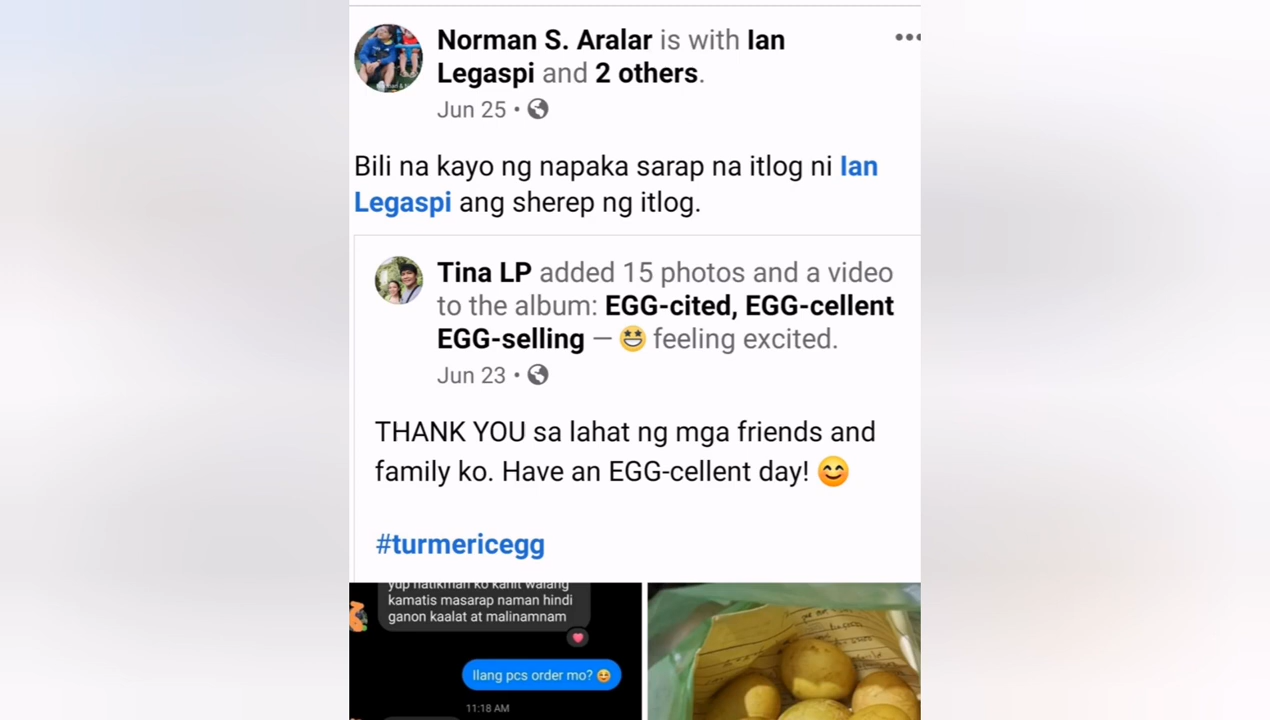 Norman S. Aralar is with Ian
Legaspi and 2 others.
Jun 25
Bili na kayo ng napaka sarap na itlog ni Ian
Legaspi ang sherep ng itlog.
Tina LP added 15 photos and a video
to the album: EGG-cited, EGG-cellent
EGG-selling — 🤩 feeling excited.
Jun 23
THANK YOU sa lahat ng mga friends and
family ko. Have an EGG-cellent day! 😊
#turmericegg
yup natikman ko kahit walang
kamatis masarap naman hindi
ganon kaalat at malinamnam
Ilang pcs order mo? 😊
11:18 AM